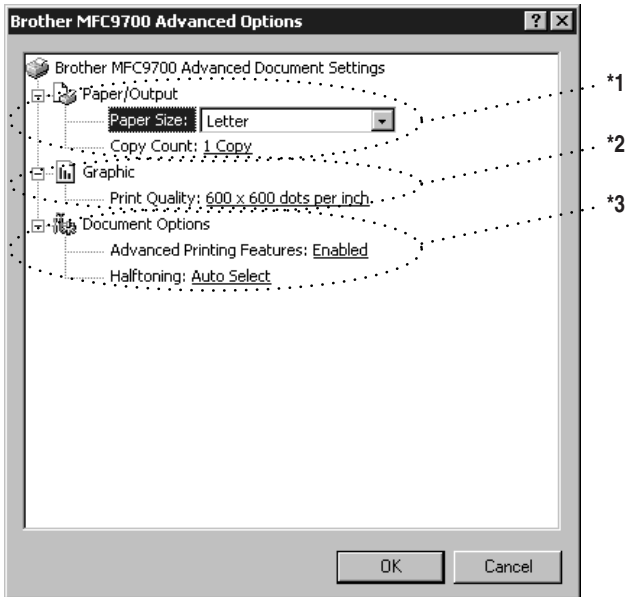 Brother MFC9700 Advanced Options
Brother MFC9700 Advanced Document Settings
Paper/Output
Paper Size: Letter
Copy Count: 1 Copy
Graphic
Print Quality: 600 x 600 dots per inch
Document Options
Advanced Printing Features: Enabled
Halftoning: Auto Select
*1
*2
*3
OK Cancel